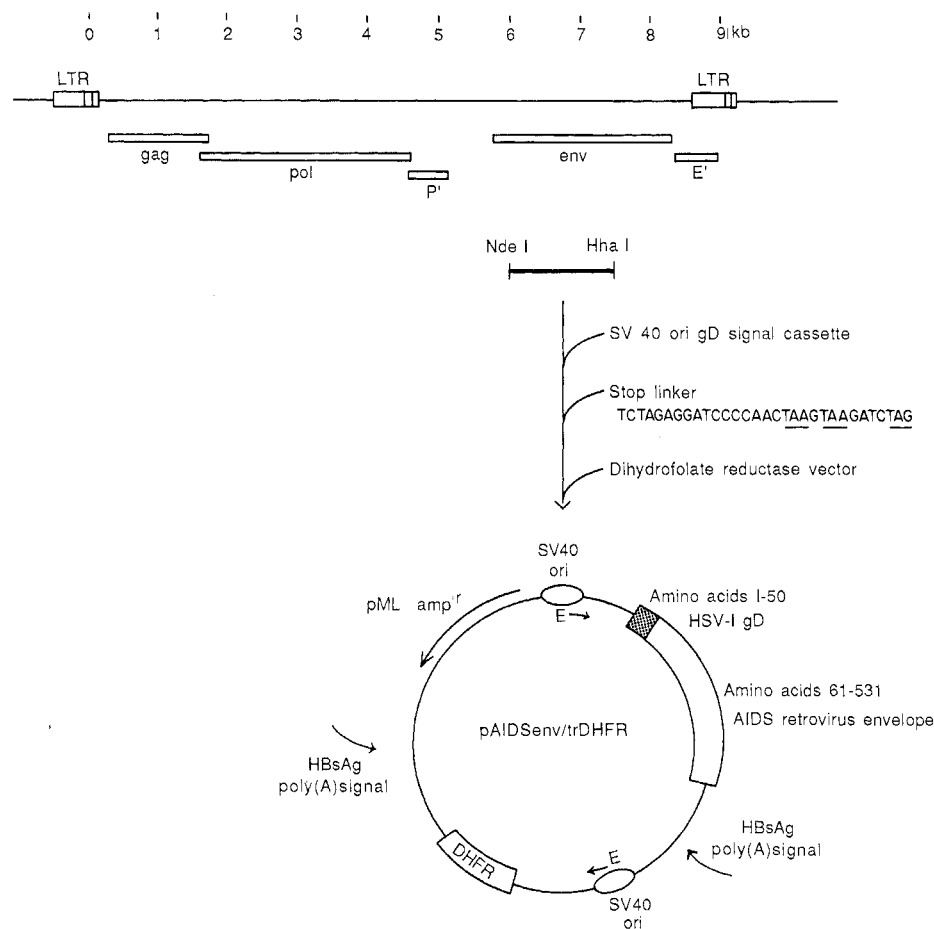 0 1 2 3 4 5 6 7 8 9 kb
LTR LTR
gag env
pol E'
P'
Nde I Hha I
SV 40 ori gD signal cassette
Stop linker
TCTAGAGGATCCCCAACTAAGTAAGATCTAG
Dihydrofolate reductase vector
SV40
ori
pML amp'r
E
Amino acids I-50
HSV-I gD
Amino acids 61-531
AIDS retrovirus envelope
pAIDSenv/trDHFR
HBsAg
poly(A)signal
HBsAg
poly(A)signal
DHFR
E
SV40
ori